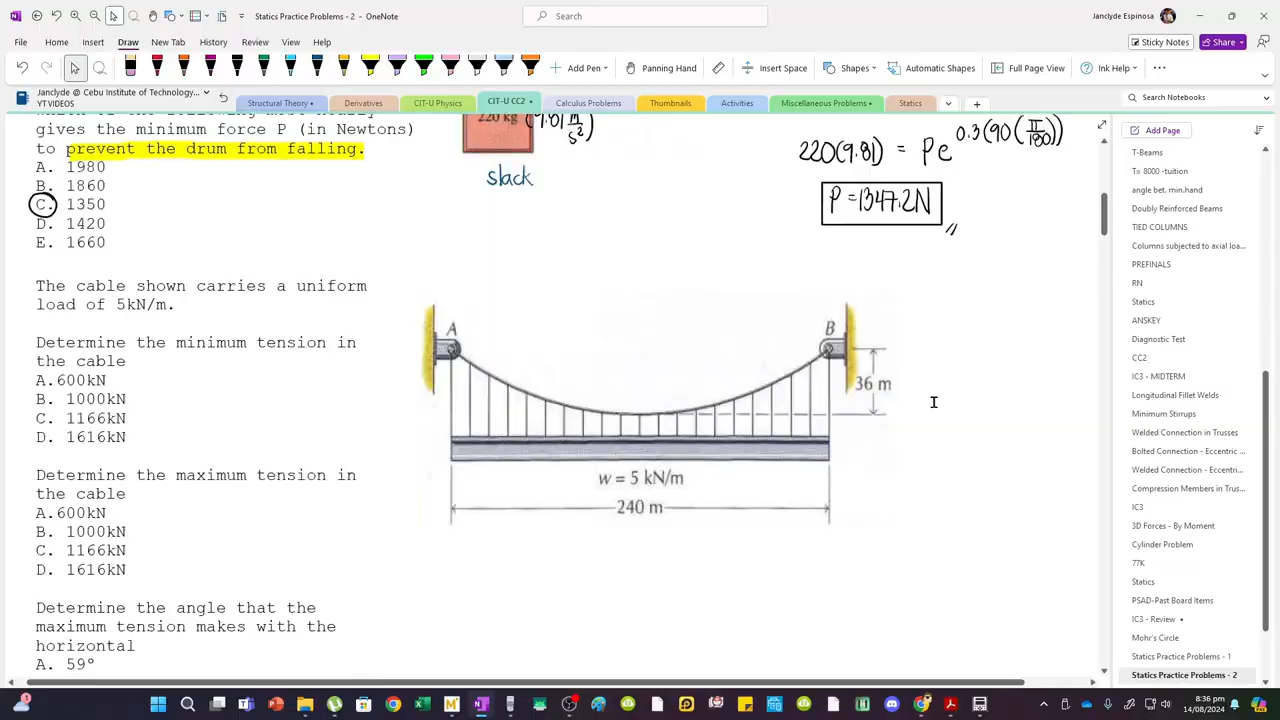 Statics Practice Problems - 2 - OneNote
Search
Janclyde Espinosa
File Home Insert Draw New Tab History Review View Help
Sticky Notes
Share
Add Pen
Panning Hand
Insert Space
Shapes
Automatic Shapes
Full Page View
Ink Help
Janclyde @ Cebu Institute of Technology...
YT VIDEOS
Structural Theory
Derivatives
CIT-U Physics
CIT-U CC2
Calculus Problems
Thumbnails
Activities
Miscellaneous Problems
Statics
Search Notebooks
Add Page
gives the minimum force P (in Newtons)
to prevent the drum from falling.
A. 1980
B. 1860
C. 1350
D. 1420
E. 1660
220 kg
(9.81 m/s²)
slack
220(9.81) = Pe^0.3(90(π/180))
P = 1347.2N
The cable shown carries a uniform
load of 5kN/m.
Determine the minimum tension in
the cable
A.600kN
B. 1000kN
C. 1166kN
D. 1616kN
Determine the maximum tension in
the cable
A.600kN
B. 1000kN
C. 1166kN
D. 1616kN
Determine the angle that the
maximum tension makes with the
horizontal
A. 59°
A
B
36 m
w = 5 kN/m
240 m
T-Beams
T= 8000 -tuition
angle bet. min.hand
Doubly Reinforced Beams
TIED COLUMNS
Columns subjected to axial loa...
PREFINALS
RN
Statics
ANSKEY
Diagnostic Test
CC2
IC3 - MIDTERM
Longitudinal Fillet Welds
Minimum Stirrups
Welded Connection in Trusses
Bolted Connection - Eccentric ...
Welded Connection - Eccentri...
Compression Members in Trus...
IC3
3D Forces - By Moment
Cylinder Problem
77K
Statics
PSAD-Past Board Items
IC3 - Review
Mohr's Circle
Statics Practice Problems - 1
Statics Practice Problems - 2
8:36 pm
14/08/2024